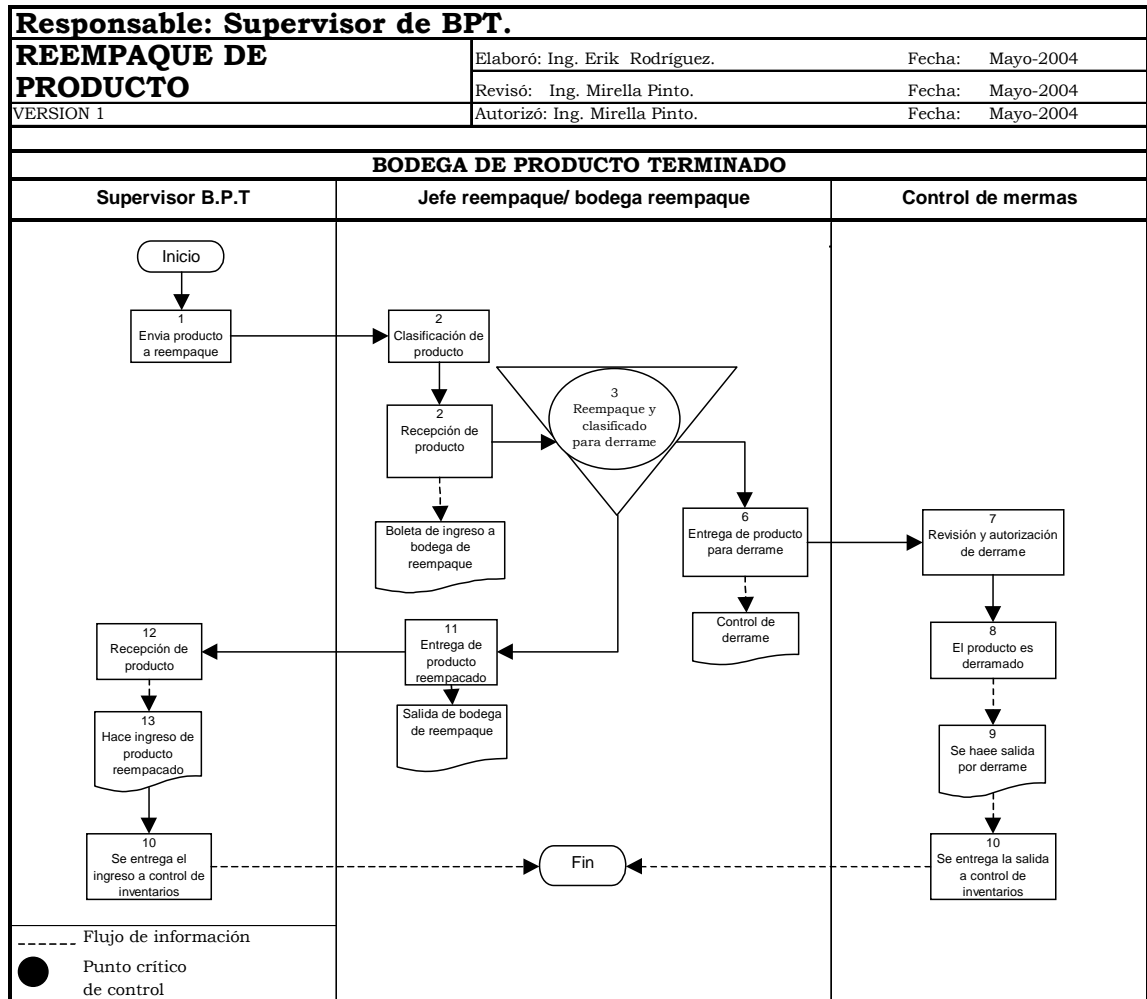 Responsable: Supervisor de BPT.
REEMPAQUE DE
PRODUCTO
VERSION 1
Elaboró: Ing. Erik Rodríguez.
Fecha: Mayo-2004
Revisó: Ing. Mirella Pinto.
Fecha: Mayo-2004
Autorizó: Ing. Mirella Pinto.
Fecha: Mayo-2004
BODEGA DE PRODUCTO TERMINADO
Supervisor B.P.T
Jefe reempaque/ bodega reempaque
Control de mermas
Inicio
1
Envia producto
a reempaque
2
Clasificación de
producto
2
Recepción de
producto
3
Reempaque y
clasificado
para derrame
Boleta de ingreso a
bodega de
reempaque
6
Entrega de producto
para derrame
7
Revisión y autorización
de derrame
Control de
derrame
8
El producto es
derramado
12
Recepción de
producto
11
Entrega de
producto
reempacado
Salida de bodega
de reempaque
13
Hace ingreso de
producto
reempacado
9
Se haee salida
por derrame
10
Se entrega el
ingreso a control de
inventarios
Fin
10
Se entrega la salida
a control de
inventarios
Flujo de información
Punto crítico
de control